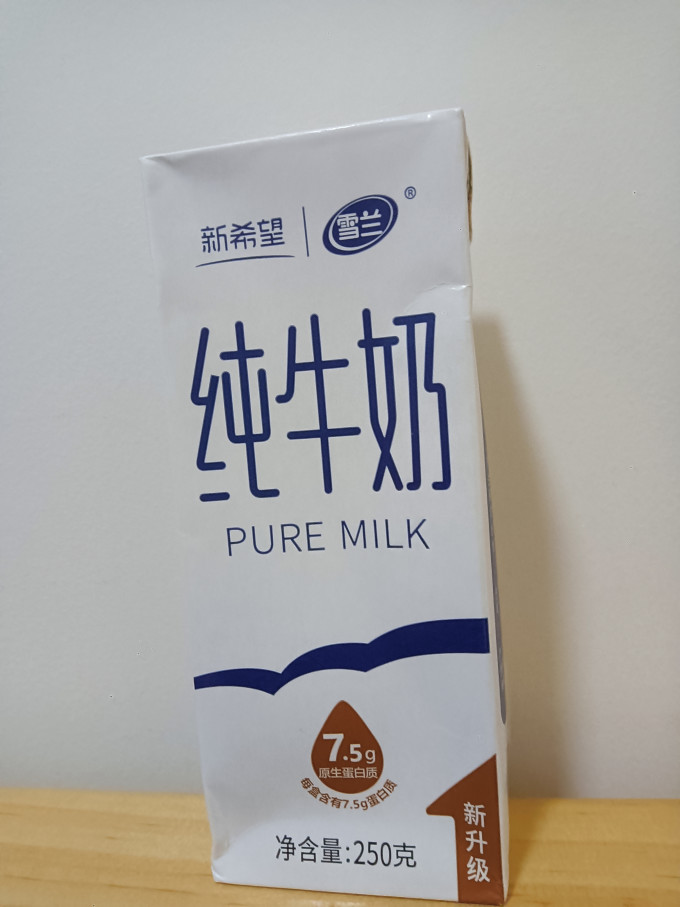 新希望 雪兰®
纯牛奶
PURE MILK
7.5g
原生蛋白质
每盒含有7.5g蛋白质
新升级
净含量:250克